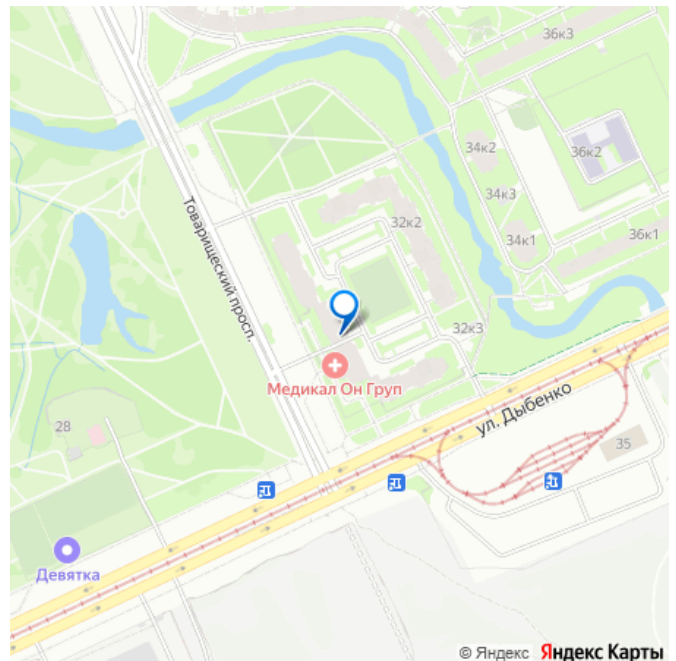 36к3
34к2
36к2
34к3
32к2
34к1
36к1
Товарищеский просп.
32к3
Медикал Он Груп
ул. Дыбенко
28
35
Девятка
© Яндекс Яндекс Карты